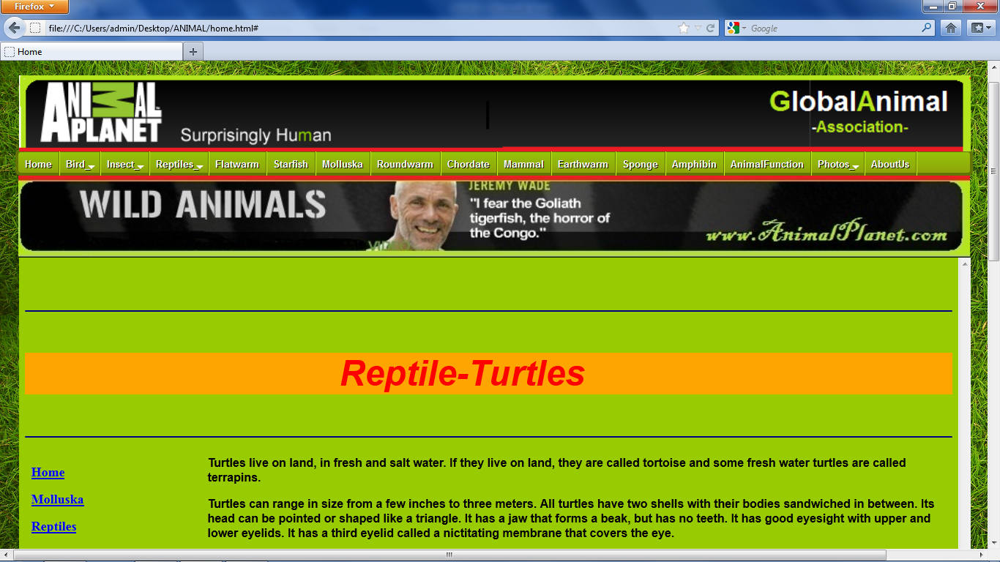 Firefox
file:///C:/Users/admin/Desktop/ANIMAL/home.html#
Google
Home
ANIMAL PLANET
Surprisingly Human
GlobalAnimal
-Association-
Home Bird Insect Reptiles Flatwarm Starfish Molluska Roundwarm Chordate Mammal Earthwarm Sponge Amphibin AnimalFunction Photos AboutUs
WILD ANIMALS
JEREMY WADE
"I fear the Goliath
tigerfish, the horror of
the Congo."
www.AnimalPlanet.com
Reptile-Turtles
Home
Molluska
Reptiles
Turtles live on land, in fresh and salt water. If they live on land, they are called tortoise and some fresh water turtles are called
terrapins.
Turtles can range in size from a few inches to three meters. All turtles have two shells with their bodies sandwiched in between. Its
head can be pointed or shaped like a triangle. It has a jaw that forms a beak, but has no teeth. It has good eyesight with upper and
lower eyelids. It has a third eyelid called a nictitating membrane that covers the eye.